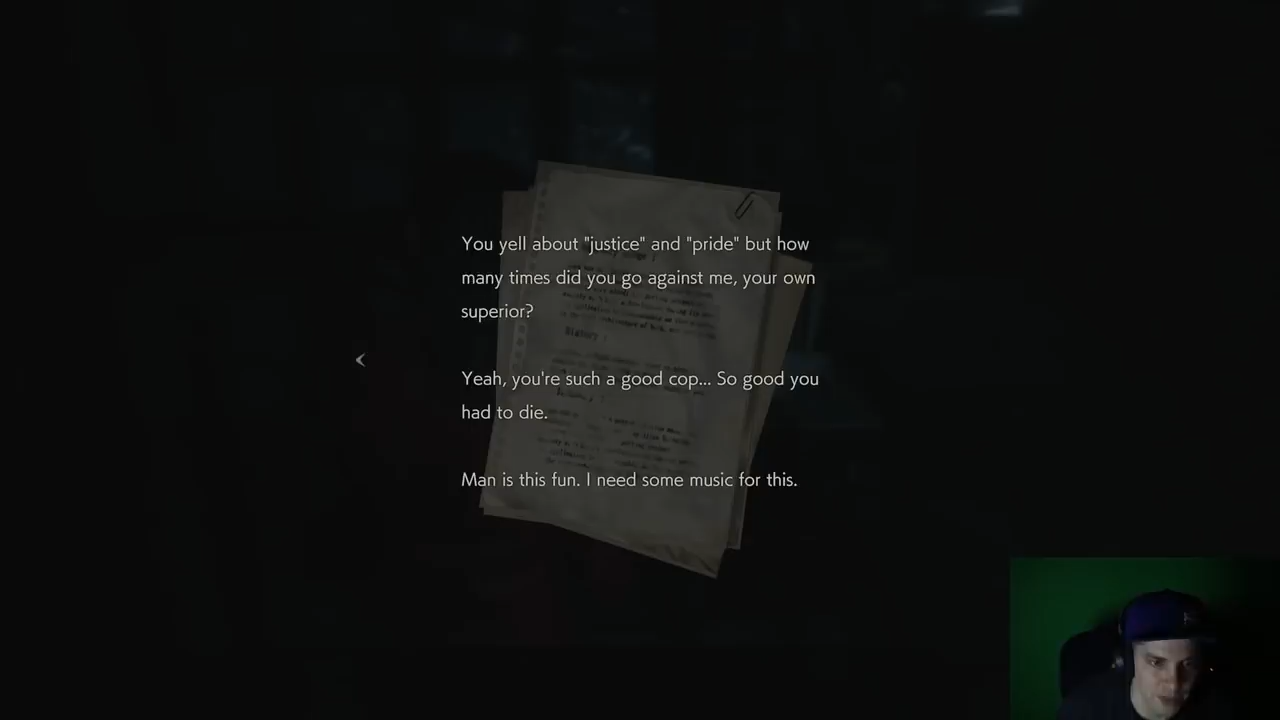 You yell about "justice" and "pride" but how
many times did you go against me, your own
superior?
Yeah, you're such a good cop... So good you
had to die.
Man is this fun. I need some music for this.